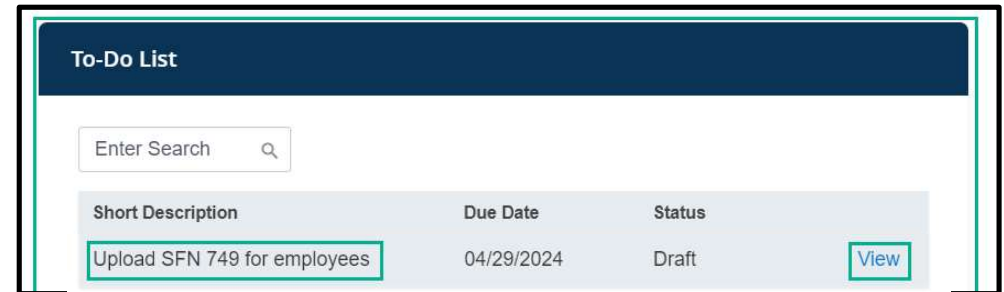 To-Do List
Enter Search
Short Description Due Date Status
Upload SFN 749 for employees 04/29/2024 Draft View